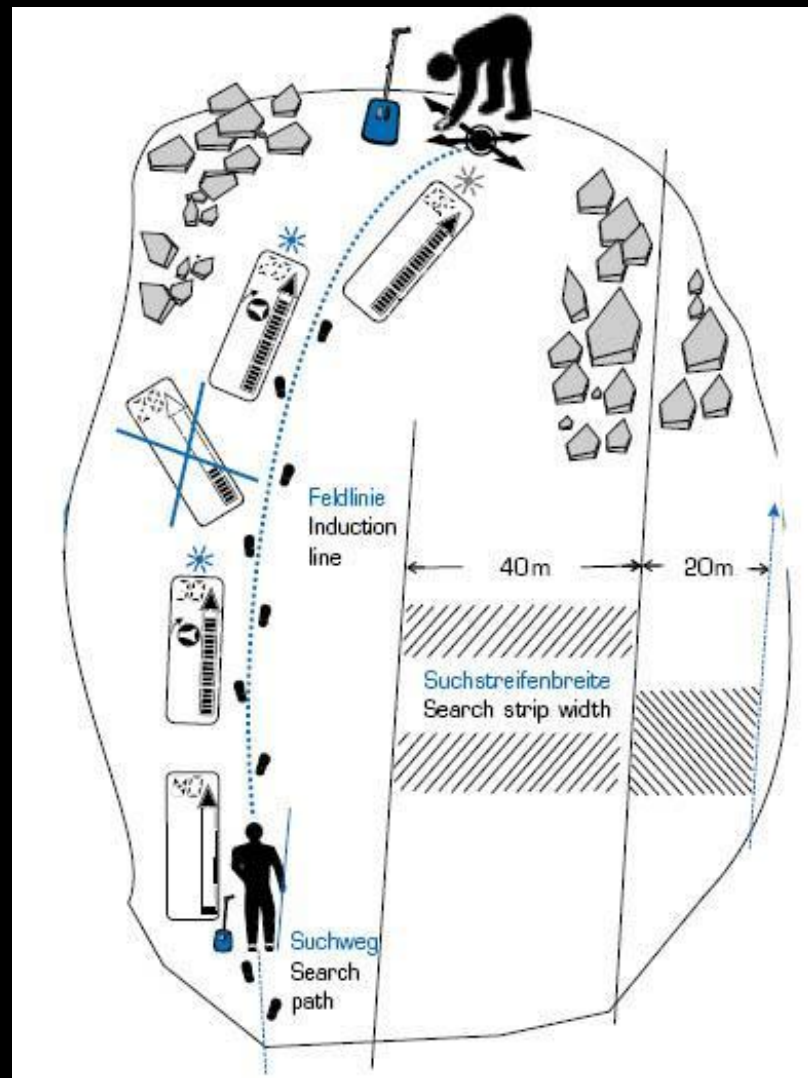 Feldlinie
Induction
line
40m
20m
Suchstreifenbreite
Search strip width
Suchweg
Search
path